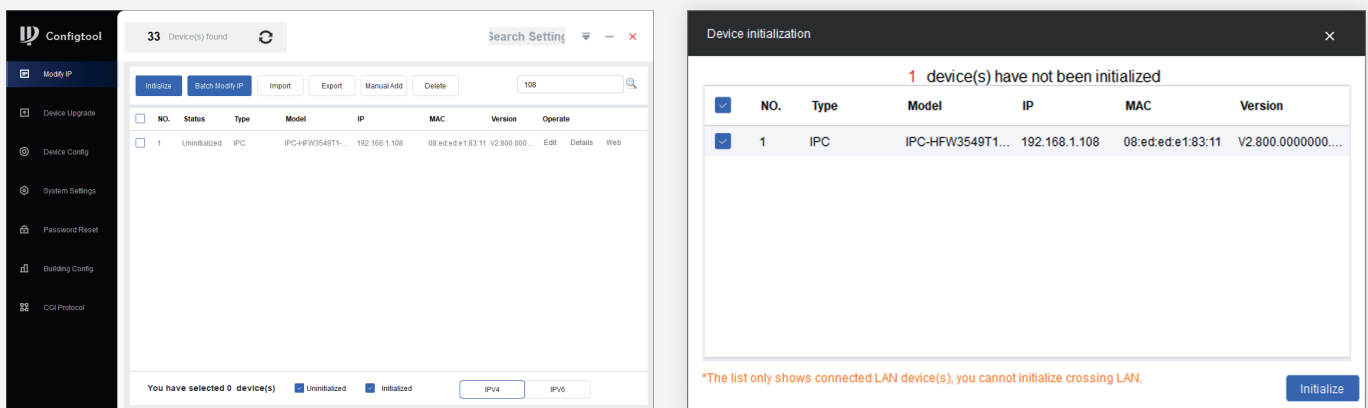 Configtool
33 Device(s) found
Search Setting
Modify IP
Device Upgrade
Device Config
System Settings
Password Reset
Building Config
CGI Protocol
Initialize Batch Modify IP Import Export Manual Add Delete 108
NO. Status Type Model IP MAC Version Operate
1 Uninitialized IPC IPC-HFW3549T1-... 192.168.1.108 08:ed:ed:e1:83:11 V2.800.000... Edit Details Web
You have selected 0 device(s) Uninitialized Initialized IPV4 IPV6
Device initialization
1 device(s) have not been initialized
NO. Type Model IP MAC Version
1 IPC IPC-HFW3549T1... 192.168.1.108 08:ed:ed:e1:83:11 V2.800.0000000....
*The list only shows connected LAN device(s), you cannot initialize crossing LAN.
Initialize